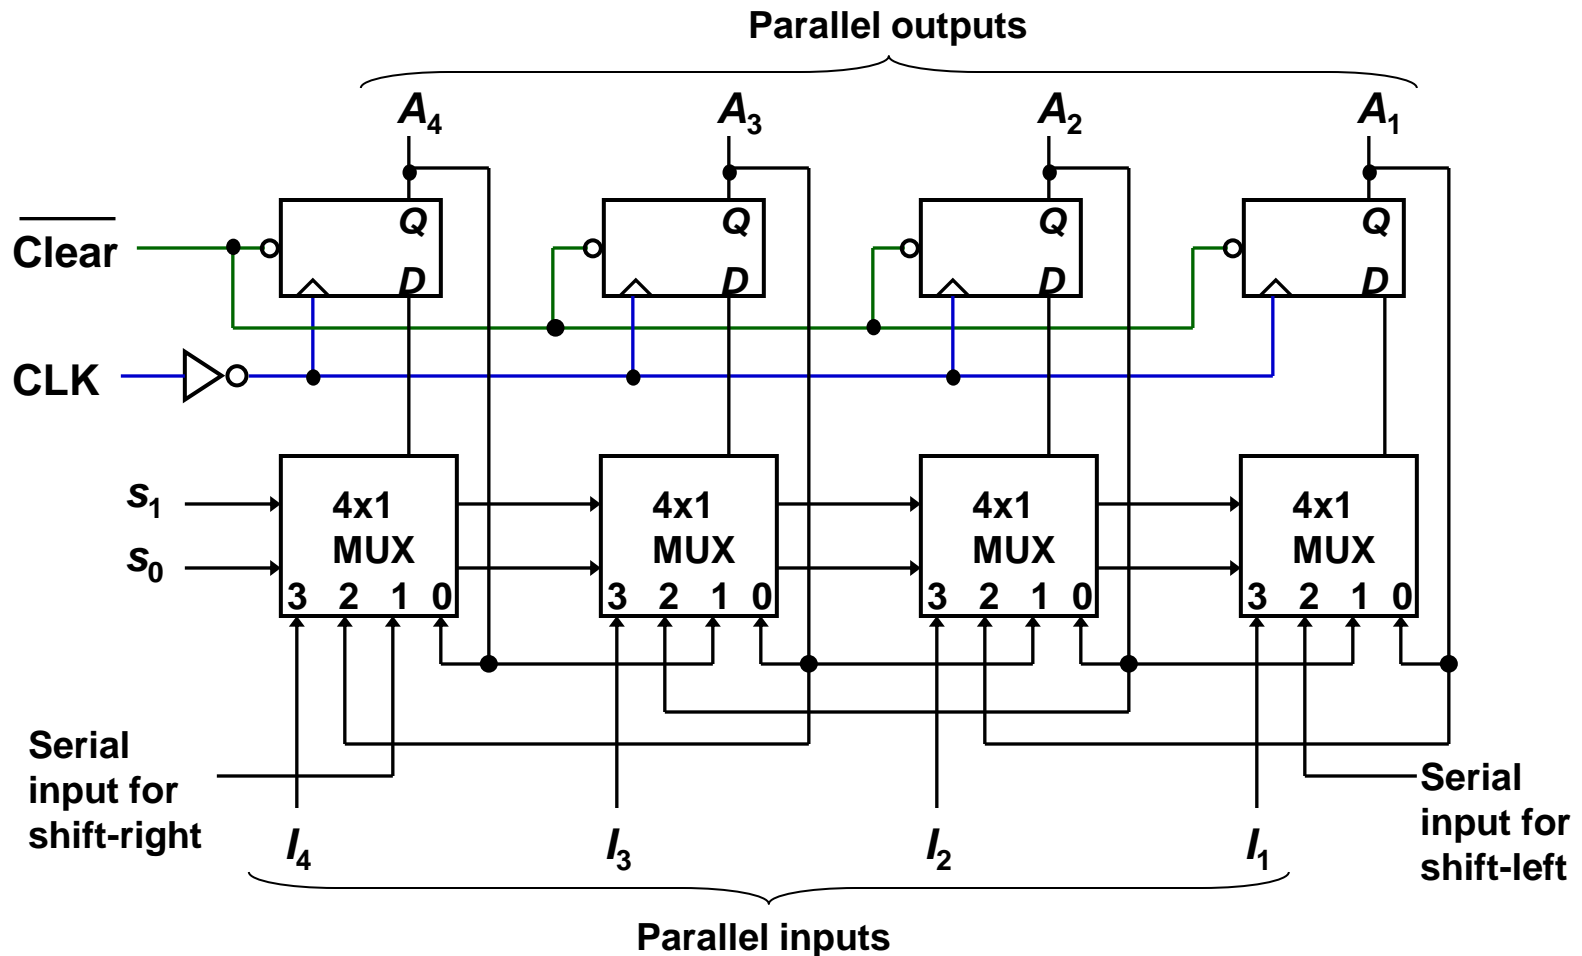 Parallel outputs
A4 A3 A2 A1
Q Q Q Q
Clear
D D D D
CLK
s1
4x1 4x1 4x1 4x1
MUX MUX MUX MUX
s0
3 2 1 0 3 2 1 0 3 2 1 0 3 2 1 0
Serial
input for
shift-right
Serial
input for
shift-left
I4 I3 I2 I1
Parallel inputs